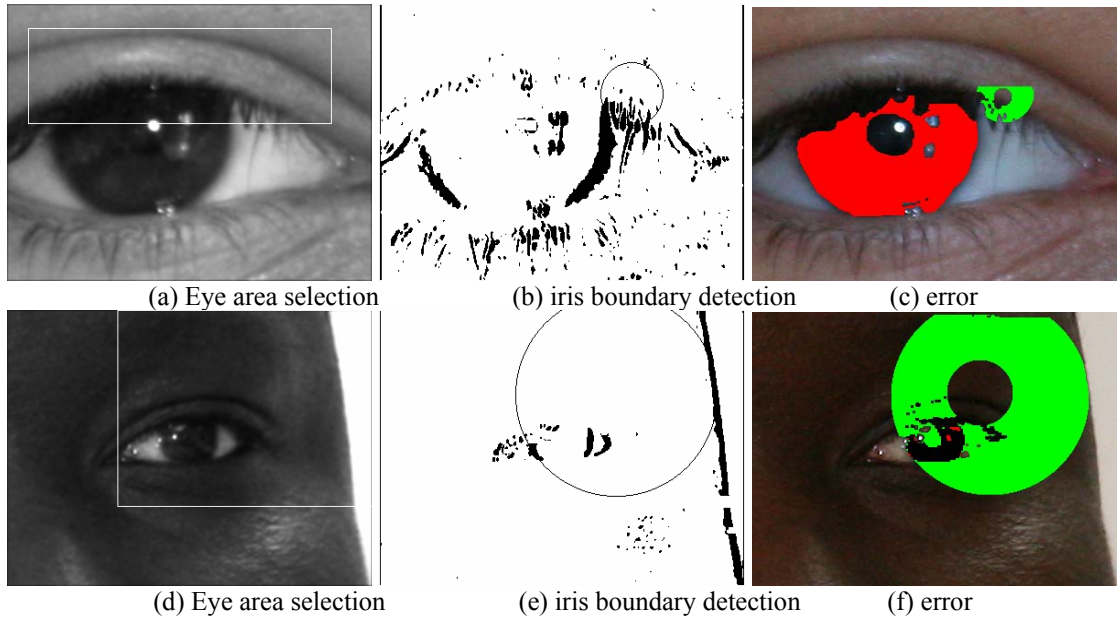 (a) Eye area selection (b) iris boundary detection (c) error
(d) Eye area selection (e) iris boundary detection (f) error